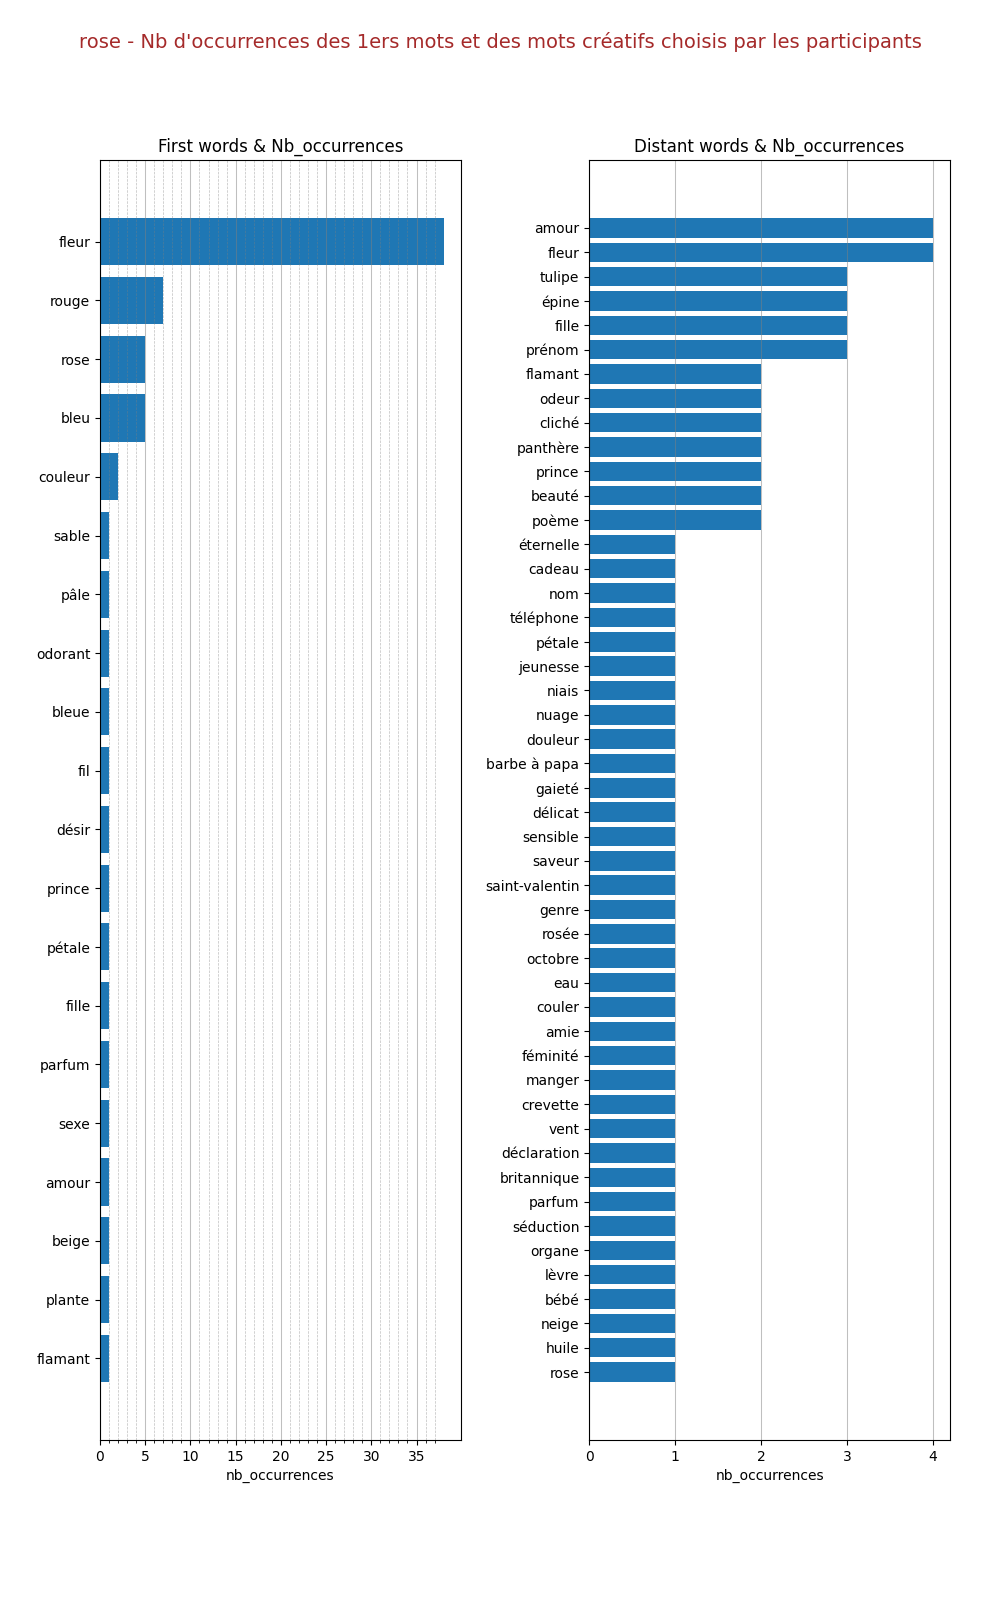 rose - Nb d'occurrences des 1ers mots et des mots créatifs choisis par les participants
First words & Nb_occurrences
fleur
rouge
rose
bleu
couleur
sable
pâle
odorant
bleue
fil
désir
prince
pétale
fille
parfum
sexe
amour
beige
plante
flamant
0 5 10 15 20 25 30 35
nb_occurrences
Distant words & Nb_occurrences
amour
fleur
tulipe
épine
fille
prénom
flamant
odeur
cliché
panthère
prince
beauté
poème
éternelle
cadeau
nom
téléphone
pétale
jeunesse
niais
nuage
douleur
barbe à papa
gaieté
délicat
sensible
saveur
saint-valentin
genre
rosée
octobre
eau
couler
amie
féminité
manger
crevette
vent
déclaration
britannique
parfum
séduction
organe
lèvre
bébé
neige
huile
rose
0 1 2 3 4
nb_occurrences